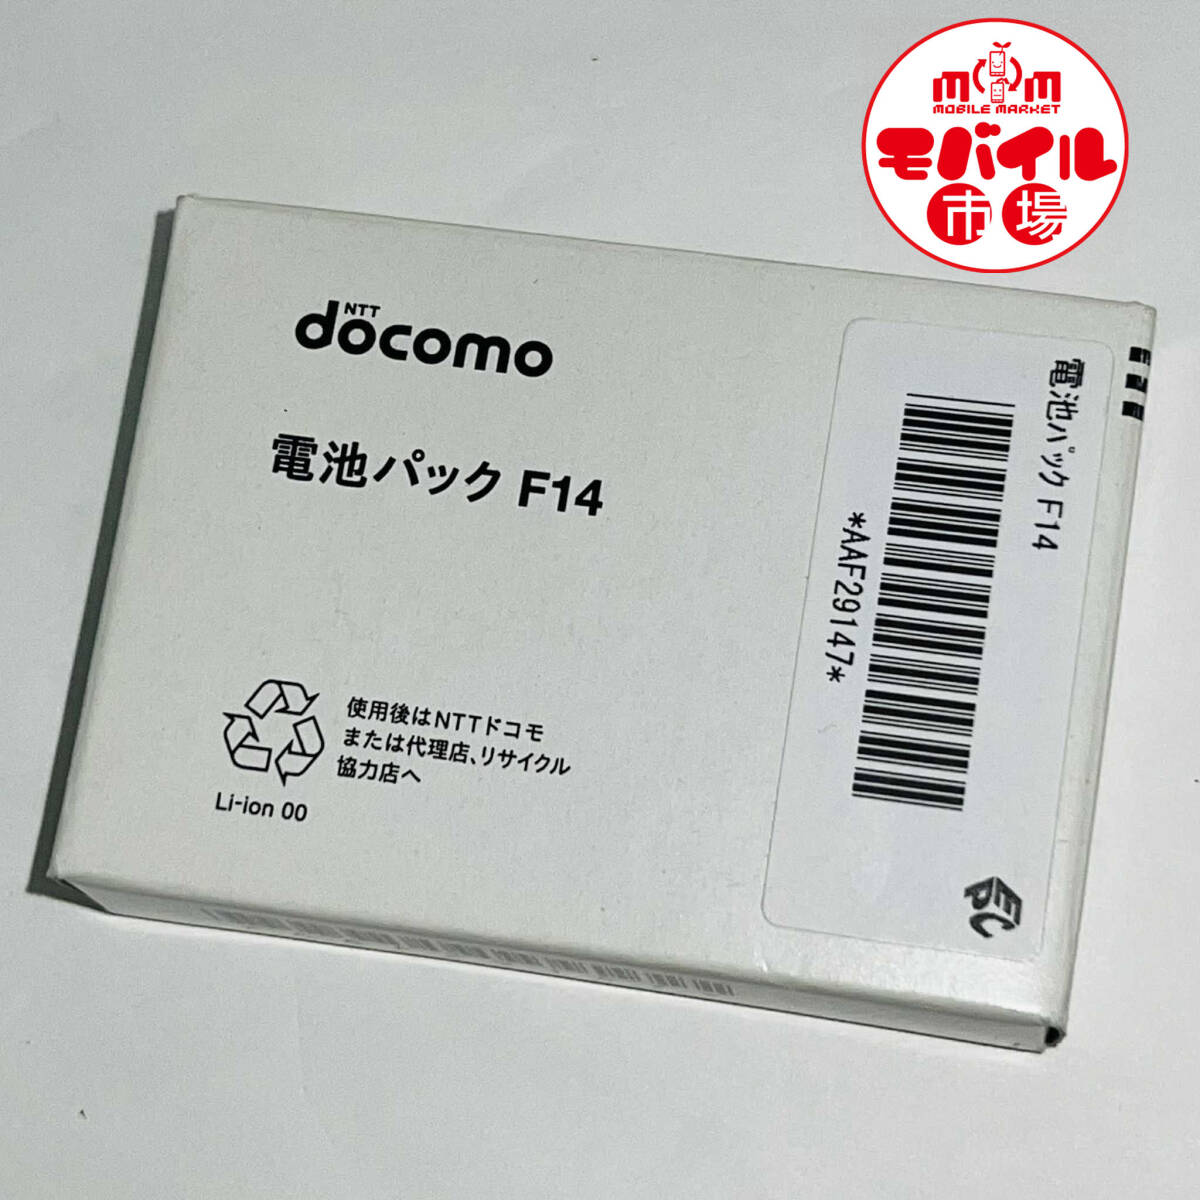 MOBILE MARKET
モバイル
市場
NTT
docomo
電池パック F14
使用後はNTTドコモ
または代理店、リサイクル
協力店へ
Li-ion 00
電池パック F14
*AAF29147*